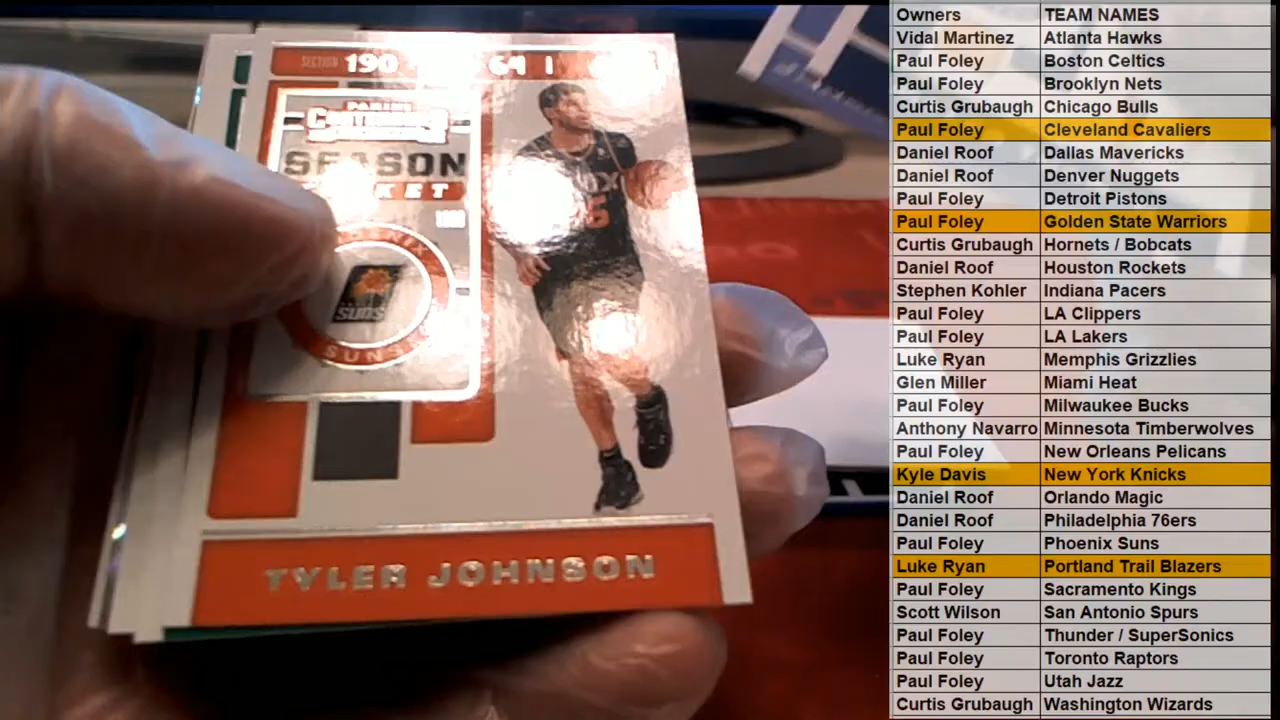 SECTION 190 64
PANINI
CONTENDERS
SEASON
TICKET
PHOENIX
SUNS
SUNS
TYLER JOHNSON
Owners TEAM NAMES
Vidal Martinez Atlanta Hawks
Paul Foley Boston Celtics
Paul Foley Brooklyn Nets
Curtis Grubaugh Chicago Bulls
Paul Foley Cleveland Cavaliers
Daniel Roof Dallas Mavericks
Daniel Roof Denver Nuggets
Paul Foley Detroit Pistons
Paul Foley Golden State Warriors
Curtis Grubaugh Hornets / Bobcats
Daniel Roof Houston Rockets
Stephen Kohler Indiana Pacers
Paul Foley LA Clippers
Paul Foley LA Lakers
Luke Ryan Memphis Grizzlies
Glen Miller Miami Heat
Paul Foley Milwaukee Bucks
Anthony Navarro Minnesota Timberwolves
Paul Foley New Orleans Pelicans
Kyle Davis New York Knicks
Daniel Roof Orlando Magic
Daniel Roof Philadelphia 76ers
Paul Foley Phoenix Suns
Luke Ryan Portland Trail Blazers
Paul Foley Sacramento Kings
Scott Wilson San Antonio Spurs
Paul Foley Thunder / SuperSonics
Paul Foley Toronto Raptors
Paul Foley Utah Jazz
Curtis Grubaugh Washington Wizards